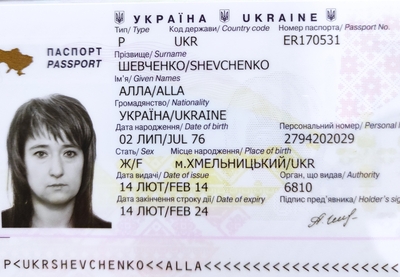 УКРАЇНА UKRAINE
ПАСПОРТ
PASSPORT
Тип/ Type Код держави/ Country code Номер паспорта/ Passport No.
P UKR ER170531
Прізвище/ Surname
ШЕВЧЕНКО/SHEVCHENKO
Ім'я/ Given Names
АЛЛА/ALLA
Громадянство/ Nationality
УКРАЇНА/UKRAINE
Дата народження/ Date of birth Персональний номер/ Personal
02 ЛИП/JUL 76 2794202029
Стать/ Sex Місце народження/ Place of birth
Ж/F м.ХМЕЛЬНИЦЬКИЙ/UKR
Дата видачі/ Date of issue Орган, що видав/ Authority
14 ЛЮТ/FEB 14 6810
Дата закінчення строку дії/ Date of expiry Підпис пред'явника/ Holder's sig
14 ЛЮТ/FEB 24
P<UKRSHEVCHENKO<<ALLA<<<<<<<<<<<<<<<